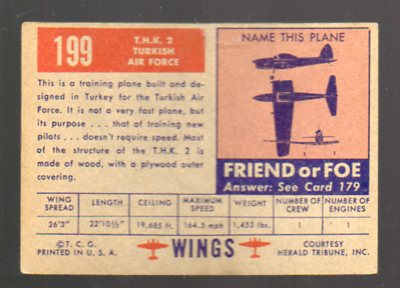 199
T.H.K. 2
TURKISH
AIR FORCE
This is a training plane built and de-
signed in Turkey for the Turkish Air
Force. It is not a very fast plane, but
its purpose . . . that of training new
pilots . . . doesn't require speed. Most
of the structure of the T.H.K. 2 is
made of wood, with a plywood outer
covering.
NAME THIS PLANE
FRIEND or FOE
Answer: See Card 179
WING SPREAD LENGTH CEILING MAXIMUM SPEED WEIGHT NUMBER OF CREW NUMBER OF ENGINES
26'2" 22'10½" 19,685 ft. 164.5 mph 1,452 lbs. 1 1
©T. C. G.
PRINTED IN U. S. A.
WINGS
COURTESY
HERALD TRIBUNE, INC.